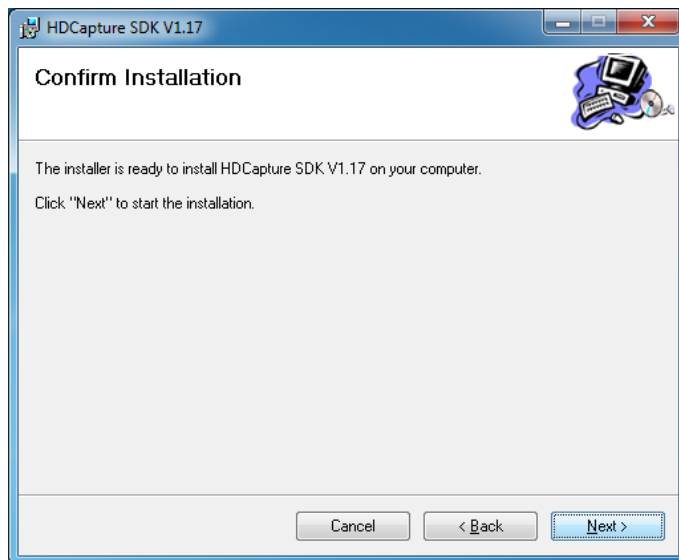 HDCapture SDK V1.17
Confirm Installation
The installer is ready to install HDCapture SDK V1.17 on your computer.
Click "Next" to start the installation.
Cancel
< Back
Next >